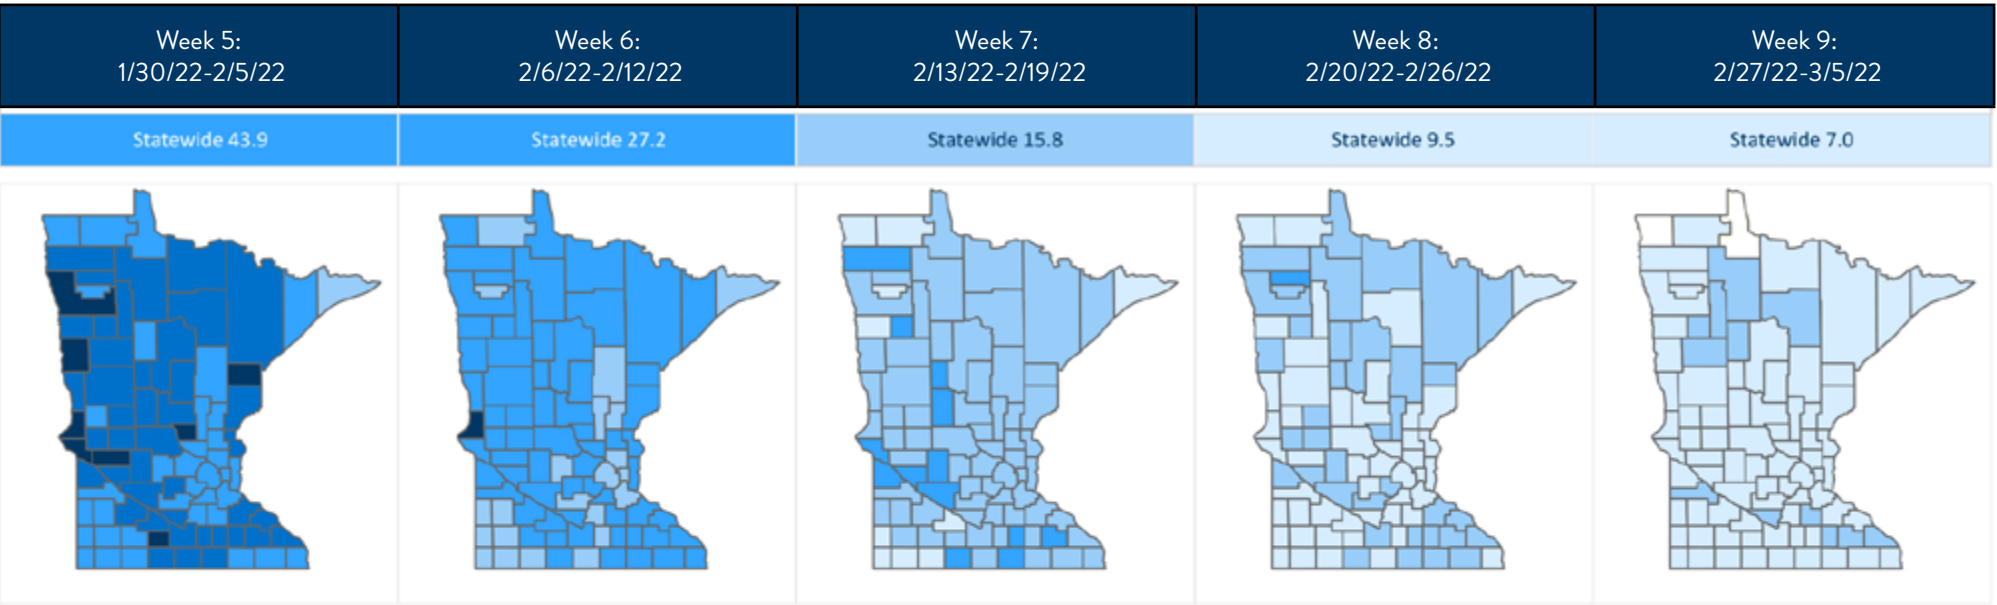 Week 5:
1/30/22-2/5/22
Week 6:
2/6/22-2/12/22
Week 7:
2/13/22-2/19/22
Week 8:
2/20/22-2/26/22
Week 9:
2/27/22-3/5/22
Statewide 43.9
Statewide 27.2
Statewide 15.8
Statewide 9.5
Statewide 7.0